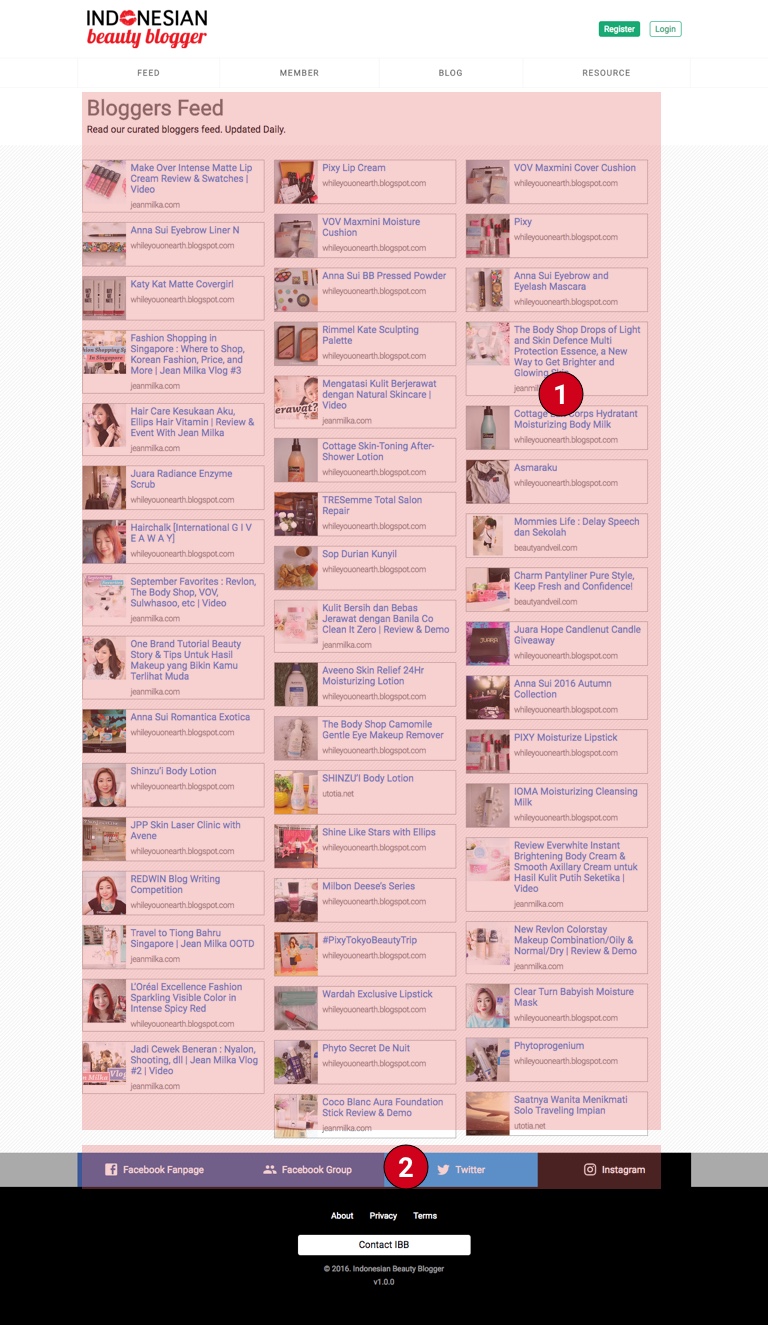 INDONESIAN
beauty blogger
Register
Login
FEED
MEMBER
BLOG
RESOURCE
Bloggers Feed
Read our curated bloggers feed. Updated Daily.
Make Over Intense Matte Lip
Cream Review & Swatches |
Video
jeanmilka.com
Anna Sui Eyebrow Liner N
whileyouonearth.blogspot.com
Katy Kat Matte Covergirl
whileyouonearth.blogspot.com
Fashion Shopping in
Singapore : Where to Shop,
Korean Fashion, Price, and
More | Jean Milka Vlog #3
jeanmilka.com
Hair Care Kesukaan Aku,
Ellips Hair Vitamin | Review &
Event With Jean Milka
jeanmilka.com
Juara Radiance Enzyme
Scrub
whileyouonearth.blogspot.com
Hairchalk [International G I V
E A W A Y]
whileyouonearth.blogspot.com
September Favorites : Revlon,
The Body Shop, VOV,
Sulwhasoo, etc | Video
jeanmilka.com
One Brand Tutorial Beauty
Story & Tips Untuk Hasil
Makeup yang Bikin Kamu
Terlihat Muda
jeanmilka.com
Anna Sui Romantica Exotica
whileyouonearth.blogspot.com
Shinzu'i Body Lotion
whileyouonearth.blogspot.com
JPP Skin Laser Clinic with
Avene
whileyouonearth.blogspot.com
REDWIN Blog Writing
Competition
whileyouonearth.blogspot.com
Travel to Tiong Bahru
Singapore | Jean Milka OOTD
jeanmilka.com
L'Oréal Excellence Fashion
Sparkling Visible Color in
Intense Spicy Red
whileyouonearth.blogspot.com
Jadi Cewek Beneran : Nyalon,
Shooting, dll | Jean Milka Vlog
#2 | Video
jeanmilka.com
Pixy Lip Cream
whileyouonearth.blogspot.com
VOV Maxmini Moisture
Cushion
whileyouonearth.blogspot.com
Anna Sui BB Pressed Powder
whileyouonearth.blogspot.com
Rimmel Kate Sculpting
Palette
whileyouonearth.blogspot.com
Mengatasi Kulit Berjerawat
dengan Natural Skincare |
Video
jeanmilka.com
erawat?
Cottage Skin-Toning After-
Shower Lotion
whileyouonearth.blogspot.com
TRESemme Total Salon
Repair
whileyouonearth.blogspot.com
Sop Durian Kunyil
whileyouonearth.blogspot.com
Kulit Bersih dan Bebas
Jerawat dengan Banila Co
Clean It Zero | Review & Demo
jeanmilka.com
Aveeno Skin Relief 24Hr
Moisturizing Lotion
whileyouonearth.blogspot.com
The Body Shop Camomile
Gentle Eye Makeup Remover
whileyouonearth.blogspot.com
SHINZU'I Body Lotion
utotia.net
Shine Like Stars with Ellips
whileyouonearth.blogspot.com
Milbon Deese's Series
whileyouonearth.blogspot.com
#PixyTokyoBeautyTrip
whileyouonearth.blogspot.com
Wardah Exclusive Lipstick
whileyouonearth.blogspot.com
Phyto Secret De Nuit
whileyouonearth.blogspot.com
Coco Blanc Aura Foundation
Stick Review & Demo
jeanmilka.com
VOV Maxmini Cover Cushion
whileyouonearth.blogspot.com
Pixy
whileyouonearth.blogspot.com
Anna Sui Eyebrow and
Eyelash Mascara
whileyouonearth.blogspot.com
The Body Shop Drops of Light
and Skin Defence Multi
Protection Essence, a New
Way to Get Brighter and
Glowing Skin
1
Cottage Corps Hydratant
Moisturizing Body Milk
whileyouonearth.blogspot.com
Asmaraku
whileyouonearth.blogspot.com
Mommies Life : Delay Speech
dan Sekolah
beautyandveil.com
Charm Pantyliner Pure Style,
Keep Fresh and Confidence!
beautyandveil.com
Juara Hope Candlenut Candle
Giveaway
whileyouonearth.blogspot.com
JUARA
Anna Sui 2016 Autumn
Collection
whileyouonearth.blogspot.com
PIXY Moisturize Lipstick
whileyouonearth.blogspot.com
IOMA Moisturizing Cleansing
Milk
whileyouonearth.blogspot.com
Review Everwhite Instant
Brightening Body Cream &
Smooth Axillary Cream untuk
Hasil Kulit Putih Seketika |
Video
jeanmilka.com
New Revlon Colorstay
Makeup Combination/Oily &
Normal/Dry | Review & Demo
jeanmilka.com
Clear Turn Babyish Moisture
Mask
whileyouonearth.blogspot.com
Phytoprogenium
whileyouonearth.blogspot.com
Saatnya Wanita Menikmati
Solo Traveling Impian
utotia.net
Facebook Fanpage
Facebook Group
2
Twitter
Instagram
About
Privacy
Terms
Contact IBB
© 2016. Indonesian Beauty Blogger
v1.0.0